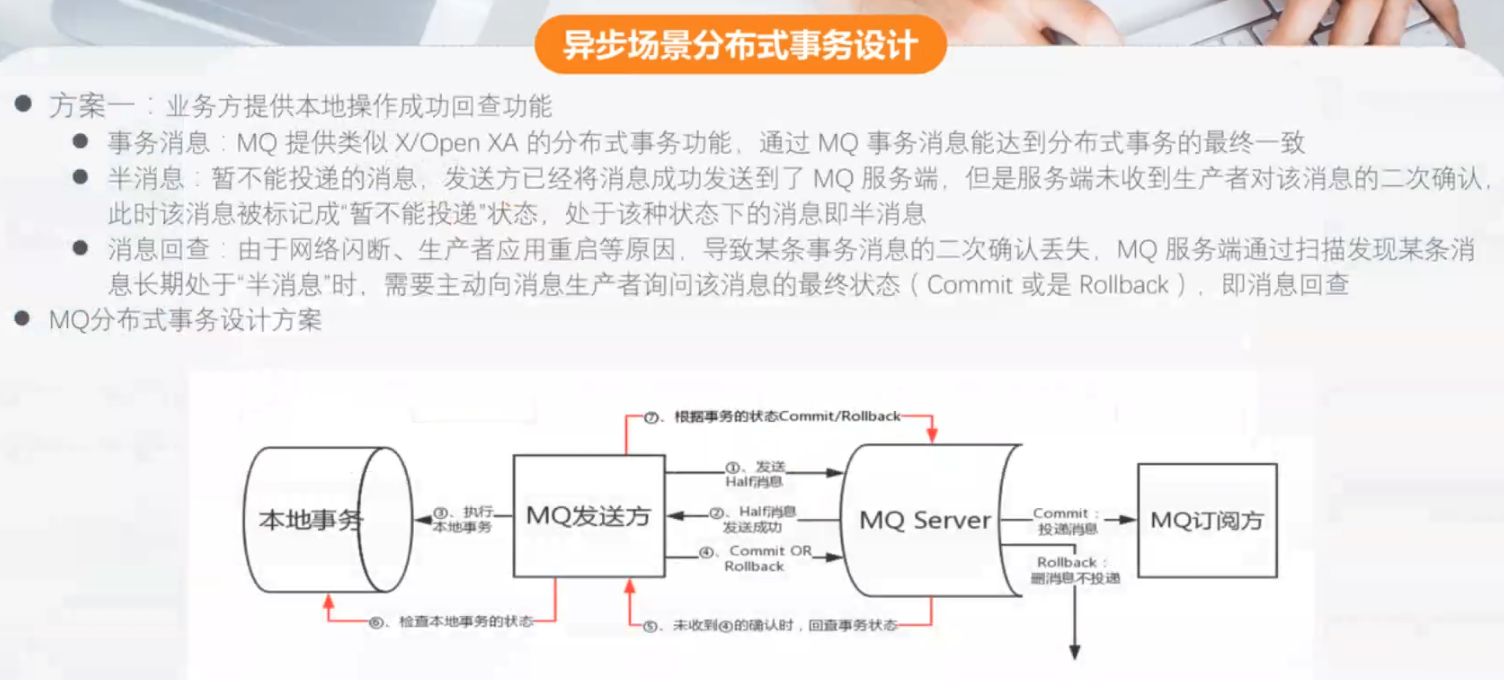 异步场景分布式事务设计
● 方案一：业务方提供本地操作成功回查功能
● 事务消息：MQ 提供类似 X/Open XA 的分布式事务功能，通过 MQ 事务消息能达到分布式事务的最终一致
● 半消息：暂不能投递的消息，发送方已经将消息成功发送到了 MQ 服务端，但是服务端未收到生产者对该消息的二次确认，
此时该消息被标记成“暂不能投递”状态，处于该种状态下的消息即半消息
● 消息回查：由于网络闪断、生产者应用重启等原因，导致某条事务消息的二次确认丢失，MQ 服务端通过扫描发现某条消
息长期处于“半消息”时，需要主动向消息生产者询问该消息的最终状态（Commit 或是 Rollback），即消息回查
● MQ分布式事务设计方案
⑦、根据事务的状态Commit/Rollback
①、发送
Half消息
本地事务
③、执行
本地事务
MQ发送方
②、Half消息
发送成功
MQ Server
Commit：
投递消息
MQ订阅方
④、Commit OR
Rollback
Rollback：
删消息不投递
⑥、检查本地事务的状态
⑤、未收到④的确认时，回查事务状态